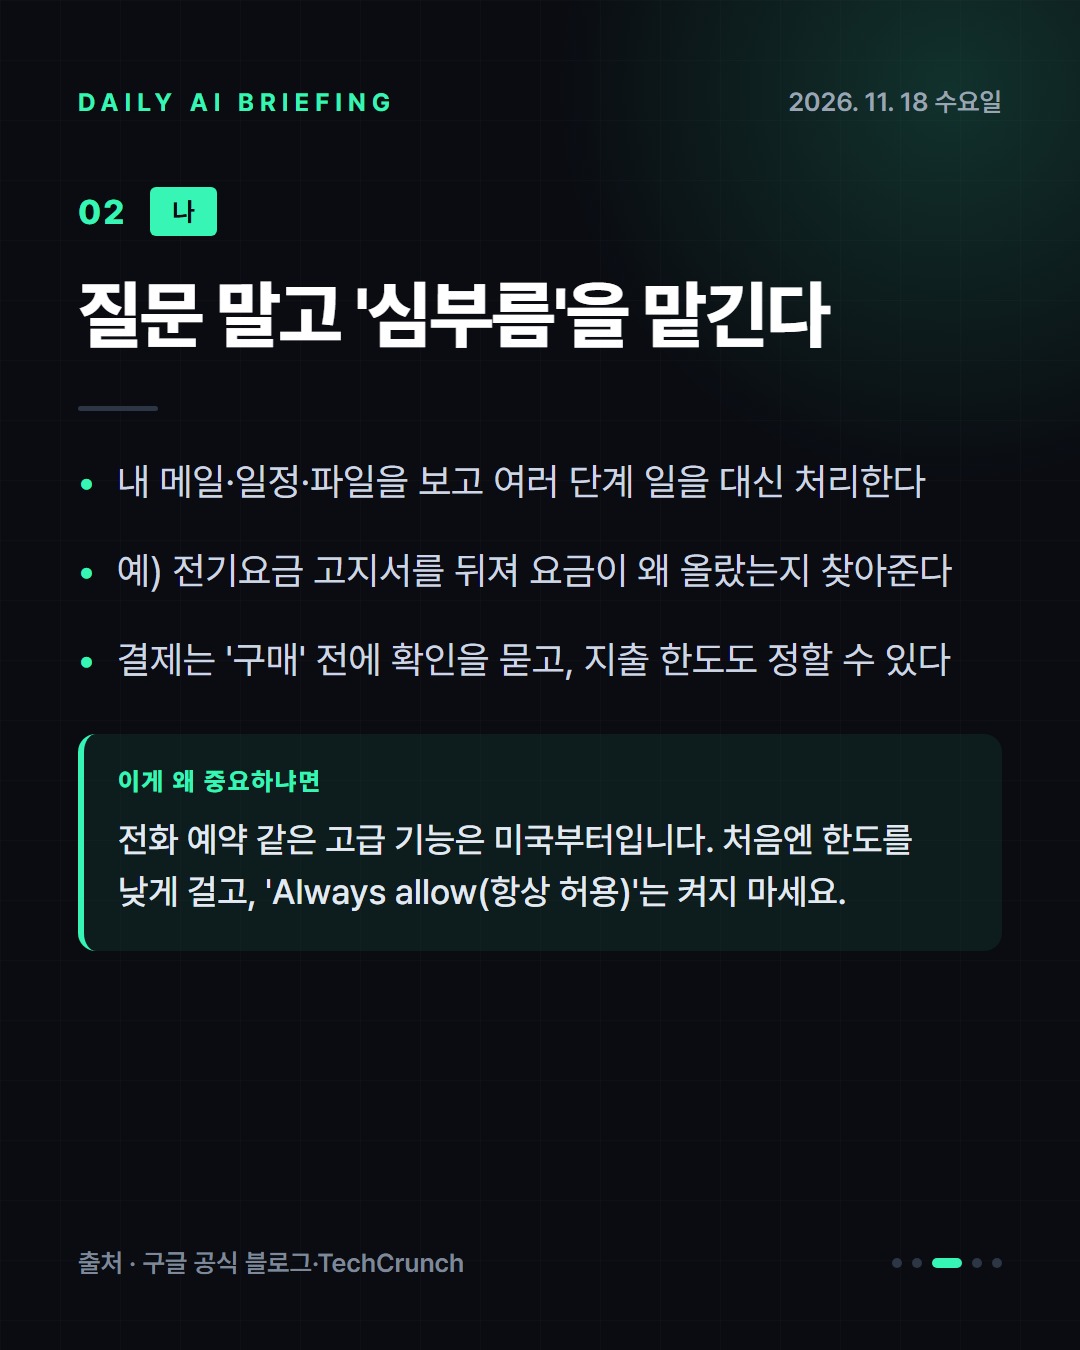 DAILY AI BRIEFING
2026. 11. 18 수요일
02
나
질문 말고 '심부름'을 맡긴다
• 내 메일·일정·파일을 보고 여러 단계 일을 대신 처리한다
• 예) 전기요금 고지서를 뒤져 요금이 왜 올랐는지 찾아준다
• 결제는 '구매' 전에 확인을 묻고, 지출 한도도 정할 수 있다
이게 왜 중요하냐면
전화 예약 같은 고급 기능은 미국부터입니다. 처음엔 한도를
낮게 걸고, 'Always allow(항상 허용)'는 켜지 마세요.
출처 · 구글 공식 블로그·TechCrunch